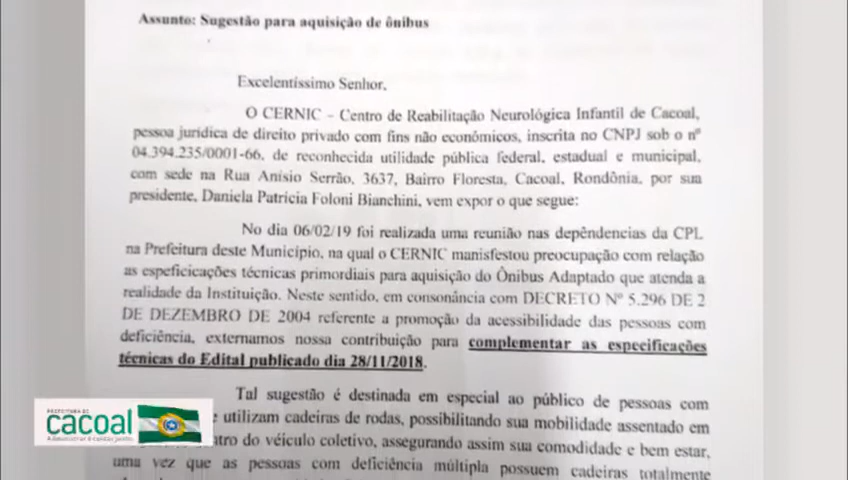 Assunto: Sugestão para aquisição de ônibus
Excelentíssimo Senhor,
O CERNIC – Centro de Reabilitação Neurológica Infantil de Cacoal,
pessoa jurídica de direito privado com fins não econômicos, inscrita no CNPJ sob o nº
04.394.235/0001-66, de reconhecida utilidade pública federal, estadual e municipal,
com sede na Rua Anísio Serrão, 3637, Bairro Floresta, Cacoal, Rondônia, por sua
presidente, Daniela Patrícia Foloni Bianchini, vem expor o que segue:
No dia 06/02/19 foi realizada uma reunião nas depêndencias da CPL
na Prefeitura deste Município, na qual o CERNIC manisfestou preocupação com relação
as espeficicações técnicas primordiais para aquisição do Ônibus Adaptado que atenda a
realidade da Instituição. Neste sentido, em consonância com DECRETO Nº 5.296 DE 2
DE DEZEMBRO DE 2004 referente a promoção da acessibilidade das pessoas com
deficiência, externamos nossa contribuição para complementar as especificações
técnicas do Edital publicado dia 28/11/2018.
Tal sugestão é destinada em especial ao público de pessoas com
e utilizam cadeiras de rodas, possibilitando sua mobilidade assentado em
tro do veículo coletivo, assegurando assim sua comodidade e bem estar,
uma vez que as pessoas com deficiência múltipla possuem cadeiras totalmente
PREFEITURA DE
cacoal